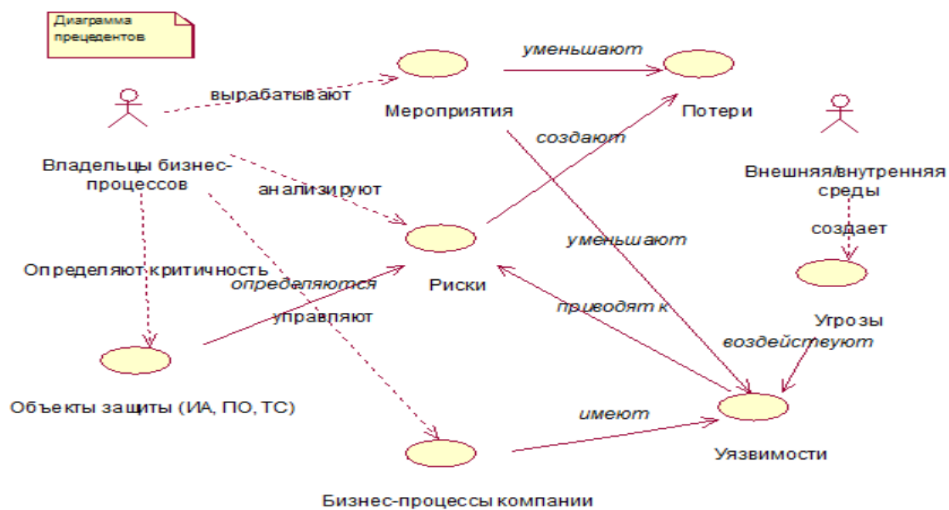 Диаграмма
прецедентов
уменьшают
вырабатывают
Мероприятия
Потери
создают
Владельцы бизнес-
процессов
Внешняя/внутренняя
среды
анализируют
создает
уменьшают
Определяют критичность
определяются
Риски
управляют
приводят к
Угрозы
воздействуют
Объекты защиты (ИА, ПО, ТС)
имеют
Уязвимости
Бизнес-процессы компании